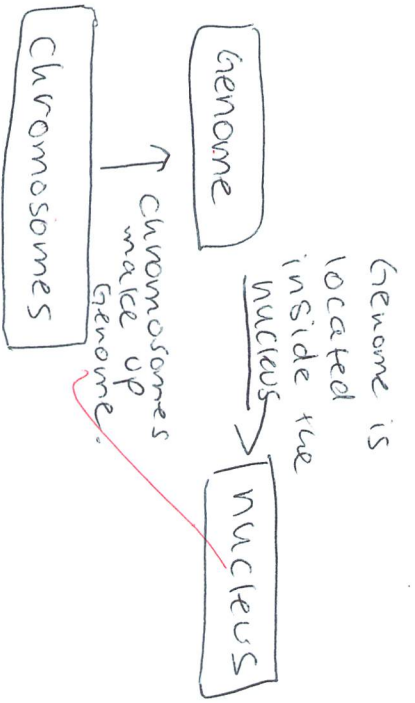 Genome is
located
inside the
nucleus
Genome
nucleus
Chromosomes
make up
Genome.
Chromosomes